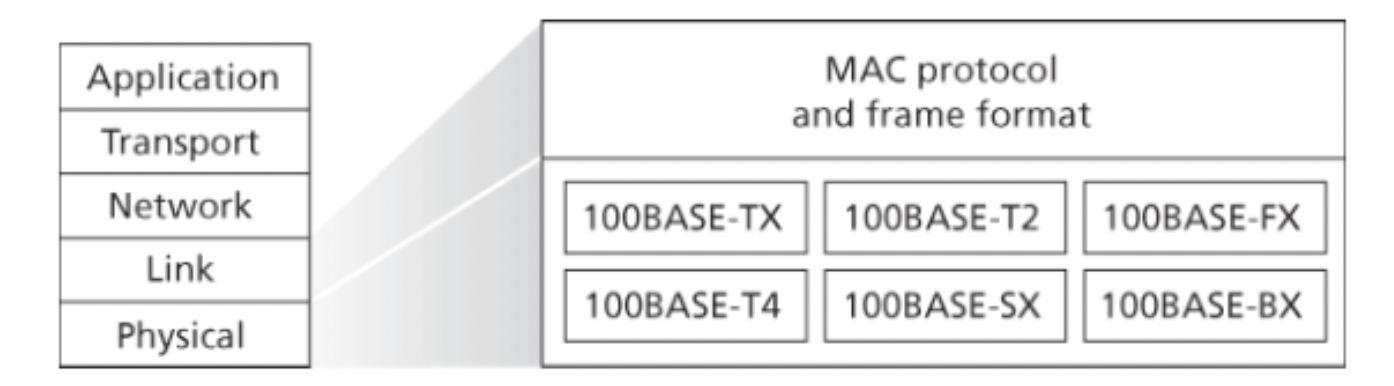 Application
Transport
Network
Link
Physical
MAC protocol
and frame format
100BASE-TX
100BASE-T2
100BASE-FX
100BASE-T4
100BASE-SX
100BASE-BX